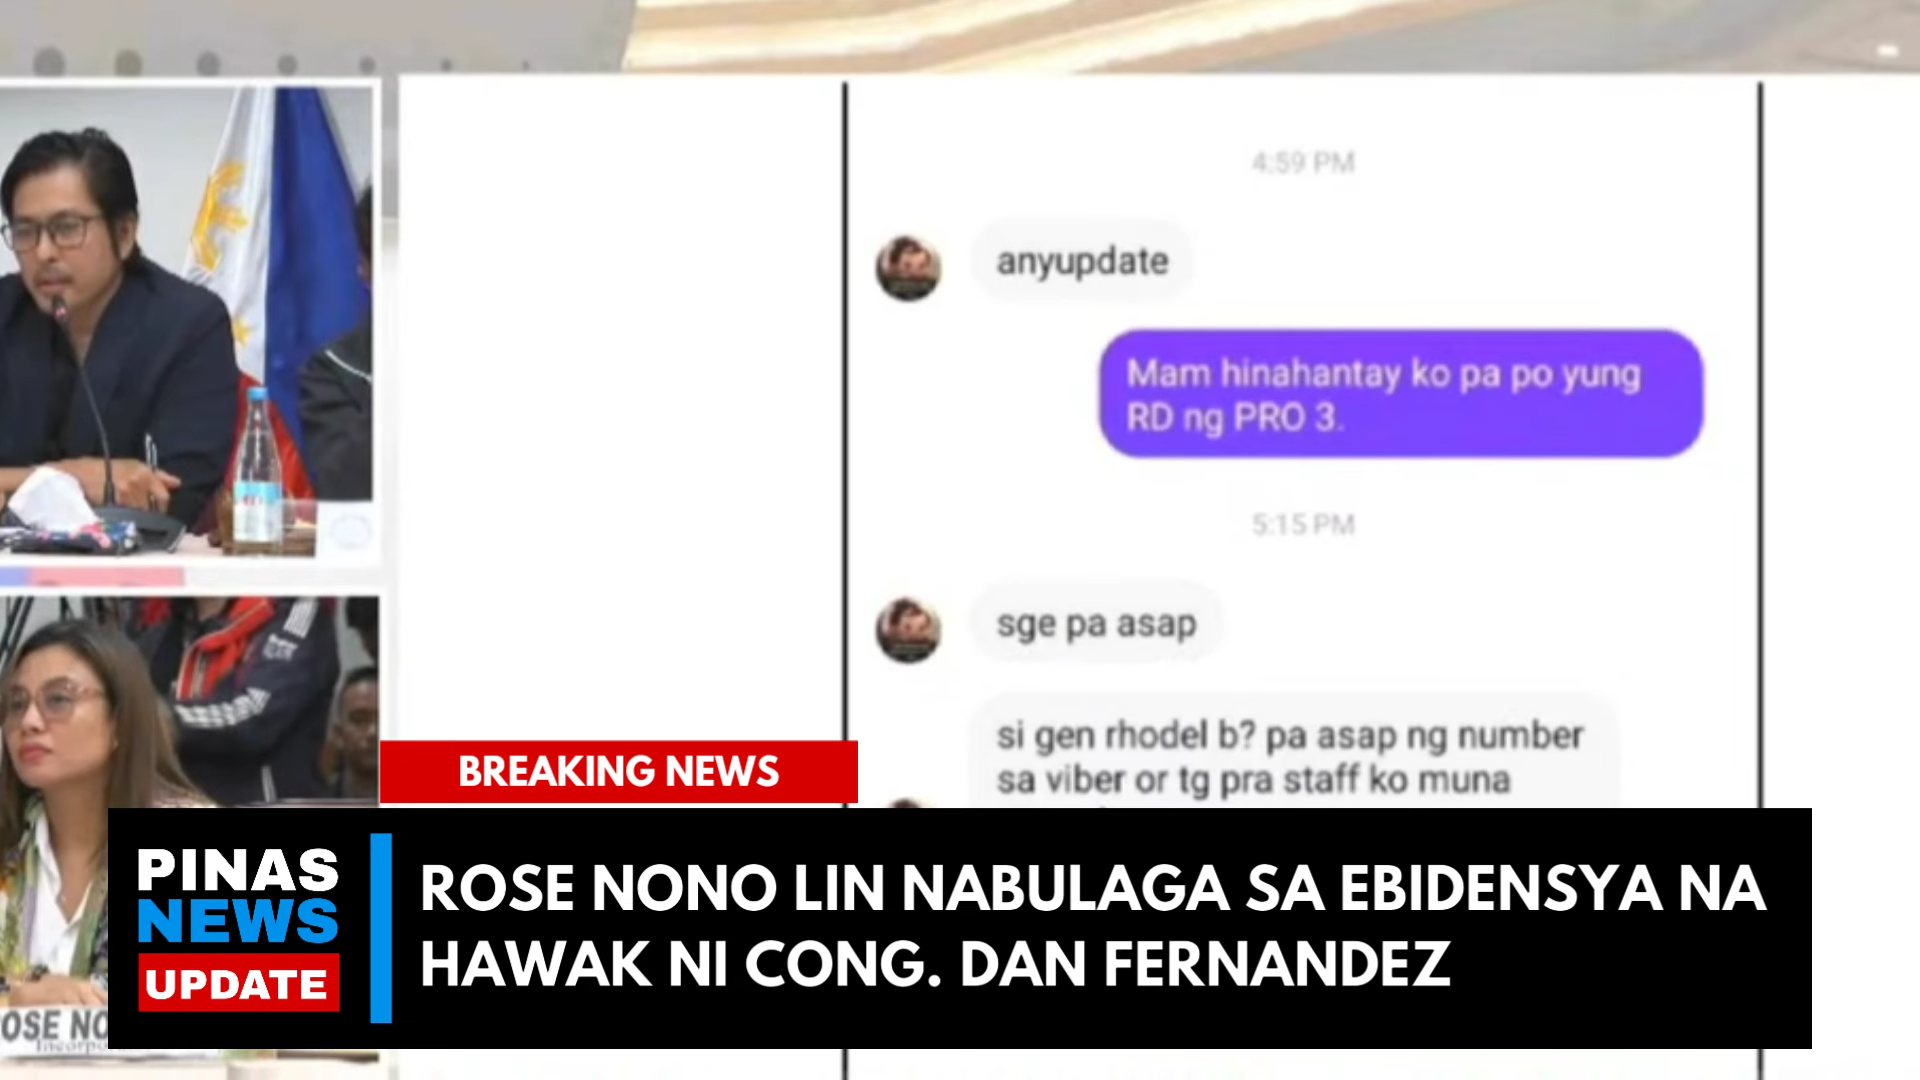 4:59 PM
anyupdate
Mam hinahantay ko pa po yung
RD ng PRO 3.
5:15 PM
sge pa asap
si gen rhodel b? pa asap ng number
sa viber or tg pra staff ko muna
BREAKING NEWS
PINAS
NEWS
UPDATE
ROSE NONO LIN NABULAGA SA EBIDENSYA NA
HAWAK NI CONG. DAN FERNANDEZ
OSE NO